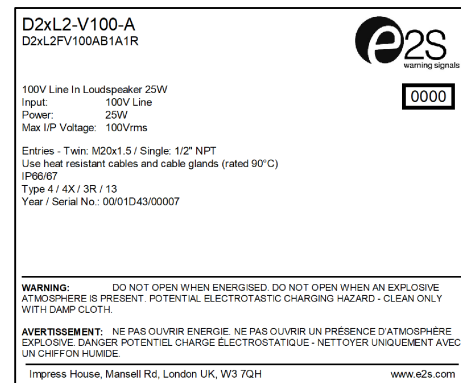 D2xL2-V100-A
D2xL2FV100AB1A1R
e2S
warning signals
0000
100V Line In Loudspeaker 25W
Input: 100V Line
Power: 25W
Max I/P Voltage: 100Vrms
Entries - Twin: M20x1.5 / Single: 1/2" NPT
Use heat resistant cables and cable glands (rated 90°C)
IP66/67
Type 4 / 4X / 3R / 13
Year / Serial No.: 00/01D43/00007
WARNING: DO NOT OPEN WHEN ENERGISED. DO NOT OPEN WHEN AN EXPLOSIVE
ATMOSPHERE IS PRESENT. POTENTIAL ELECTROTASTIC CHARGING HAZARD - CLEAN ONLY
WITH DAMP CLOTH.
AVERTISSEMENT: NE PAS OUVRIR ENERGIE. NE PAS OUVRIR UN PRÉSENCE D'ATMOSPHÈRE
EXPLOSIVE. DANGER POTENTIEL CHARGE ÉLECTROSTATIQUE - NETTOYER UNIQUEMENT AVEC
UN CHIFFON HUMIDE.
Impress House, Mansell Rd, London UK, W3 7QH www.e2s.com